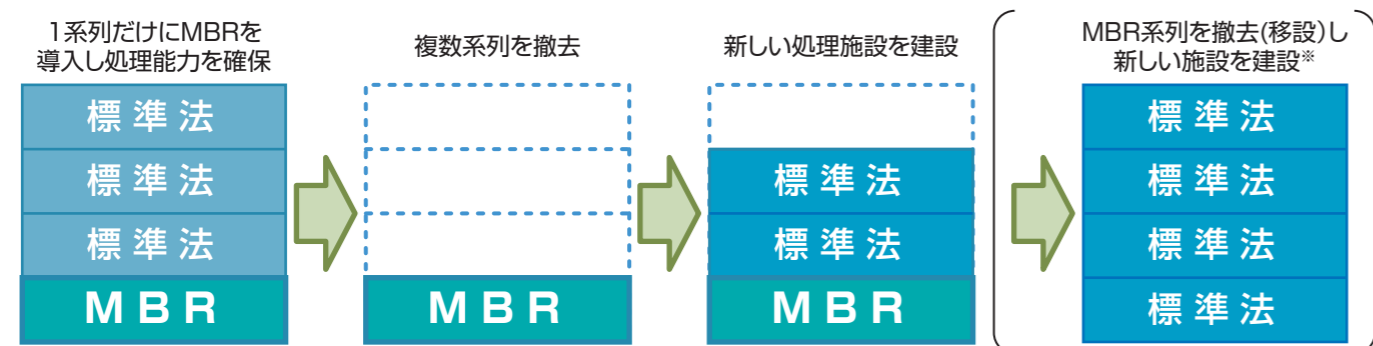 1系列だけにMBRを
導入し処理能力を確保
標準法
標準法
標準法
MBR
複数系列を撤去
MBR
新しい処理施設を建設
標準法
標準法
MBR
MBR系列を撤去(移設)し
新しい施設を建設※
標準法
標準法
標準法
標準法